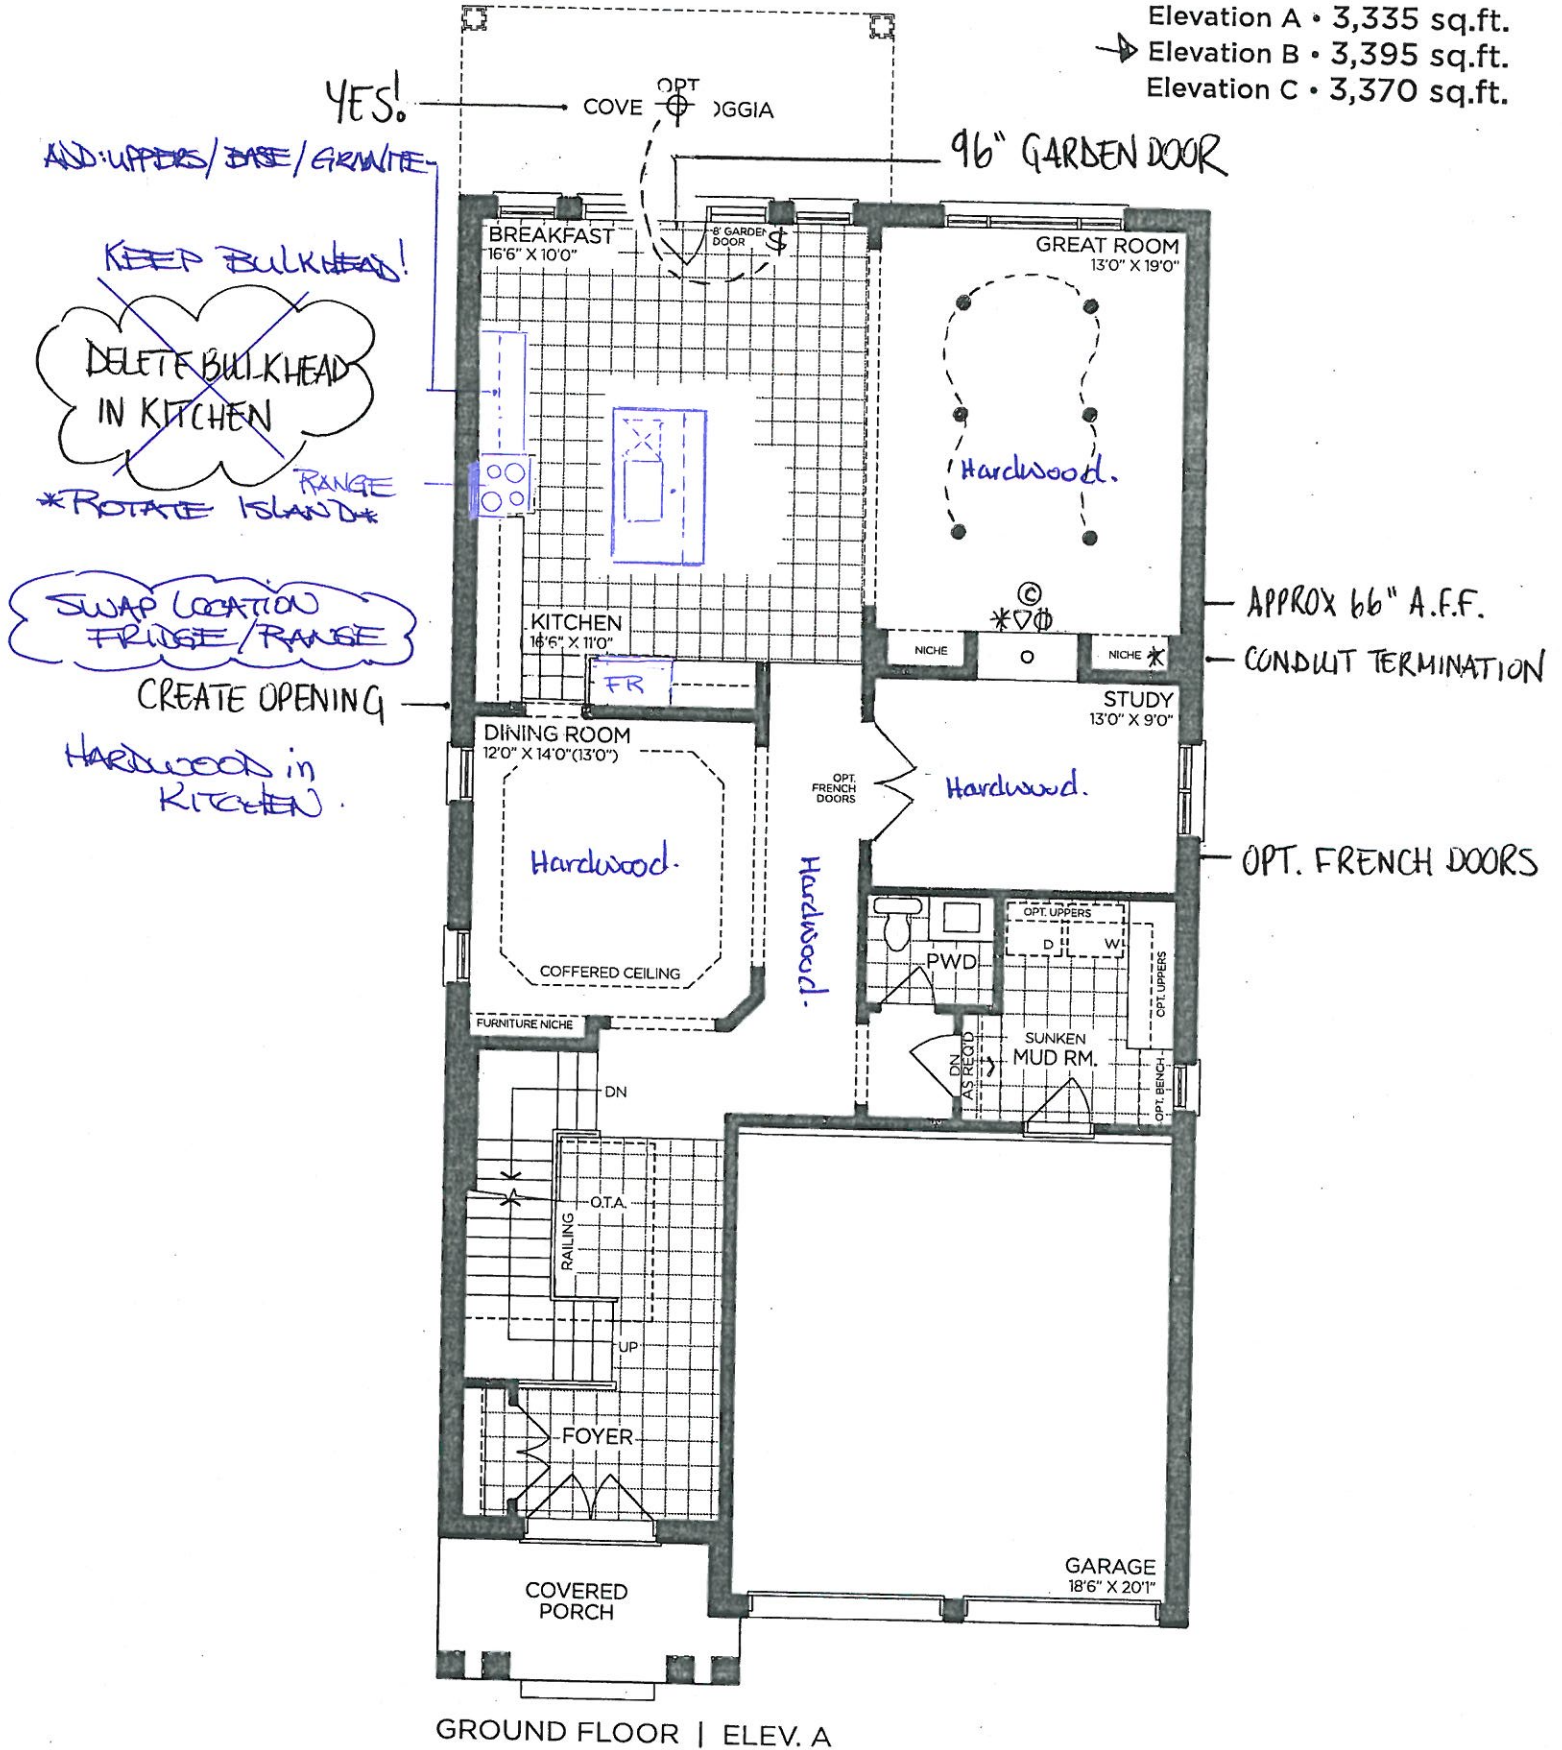 Elevation A • 3,335 sq.ft.
Elevation B • 3,395 sq.ft.
Elevation C • 3,370 sq.ft.
YES!
OPT
COVE
OGGIA
96" GARDEN DOOR
ADD: UPPERS/BASE/GRANITE
BREAKFAST
16'6" X 10'0"
8' GARDEN
DOOR
$
GREAT ROOM
13'0" X 19'0"
KEEP BULKHEAD!
DELETE BULKHEAD
IN KITCHEN
RANGE
*ROTATE ISLAND*
Hardwood.
SWAP LOCATION
FRIDGE/RANGE
KITCHEN
16'6" X 11'0"
©
NICHE
NICHE *
APPROX 66" A.F.F.
CONDUIT TERMINATION
FR
CREATE OPENING
STUDY
13'0" X 9'0"
DINING ROOM
12'0" X 14'0"(13'0")
HARDWOOD in
KITCHEN.
OPT.
FRENCH
DOORS
Hardwood.
Hardwood.
Hardwood.
OPT. FRENCH DOORS
COFFERED CEILING
PWD
OPT. UPPERS
D
W
OPT. UPPERS
FURNITURE NICHE
SUNKEN
MUD RM.
DN
AS REQ'D
OPT. BENCH
DN
O.T.A.
RAILING
UP
FOYER
GARAGE
18'6" X 20'1"
COVERED
PORCH
GROUND FLOOR | ELEV. A